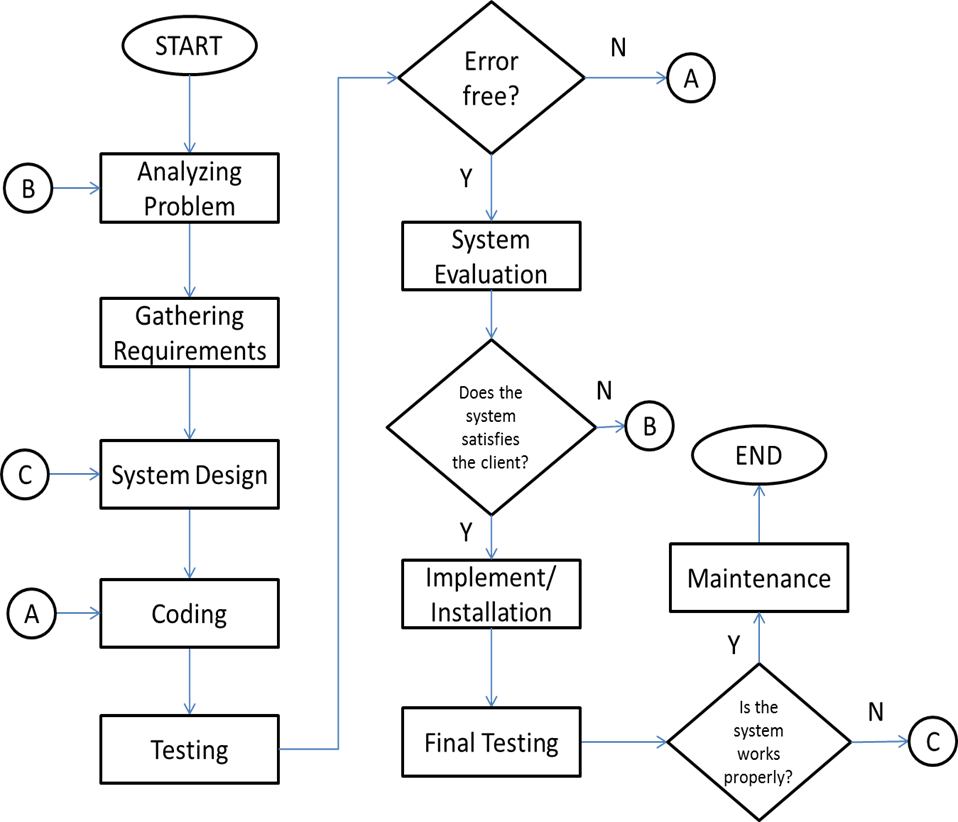 START
B
Analyzing
Problem
Gathering
Requirements
C
System Design
A
Coding
Testing
Error
free?
N
A
Y
System
Evaluation
Does the
system
satisfies
the client?
N
B
Y
Implement/
Installation
Final Testing
Is the
system
works
properly?
N
C
Y
Maintenance
END